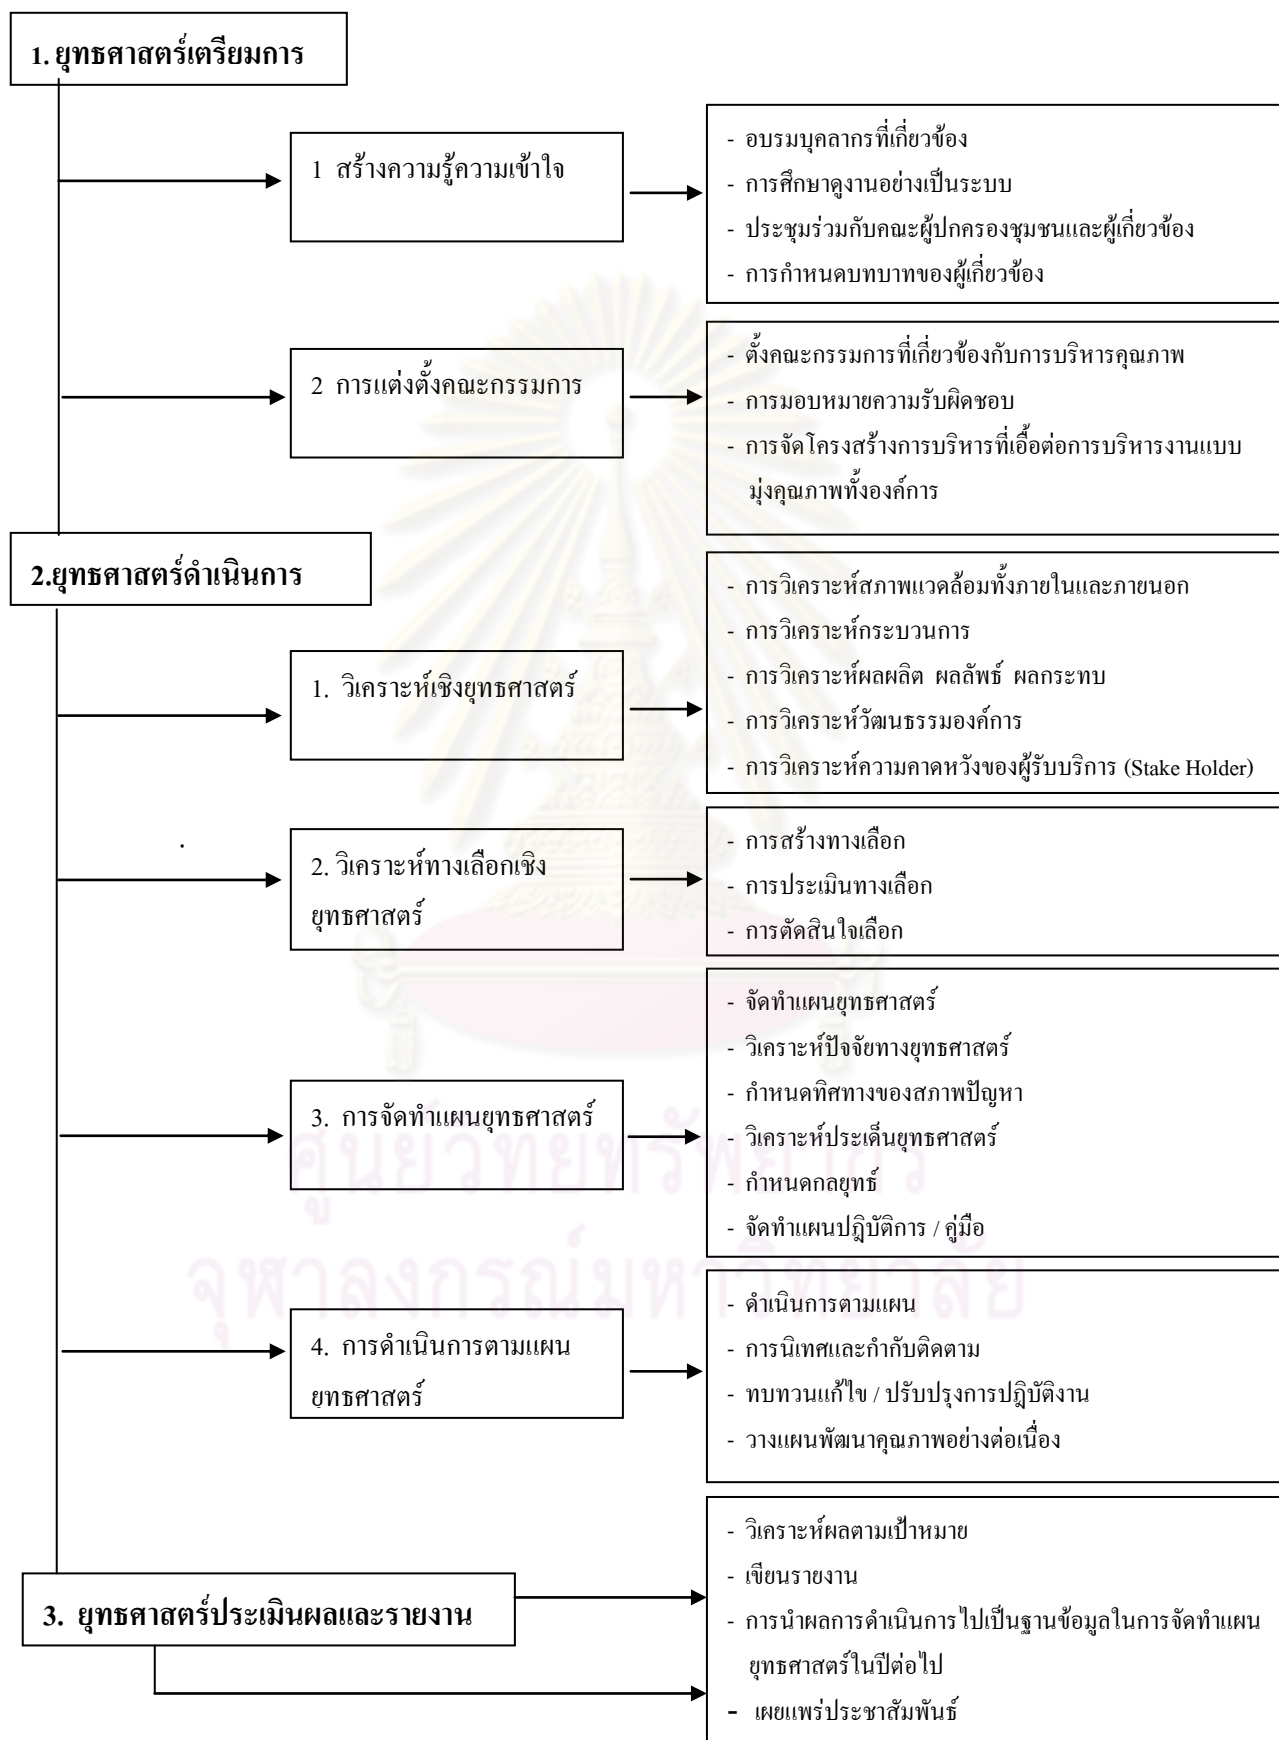 1. ยุทธศาสตร์เตรียมการ
1 สร้างความรู้ความเข้าใจ
- อบรมบุคลากรที่เกี่ยวข้อง
- การศึกษาดูงานอย่างเป็นระบบ
- ประชุมร่วมกับคณะผู้ปกครองชุมชนและผู้เกี่ยวข้อง
- การกำหนดบทบาทของผู้เกี่ยวข้อง
2 การแต่งตั้งคณะกรรมการ
- ตั้งคณะกรรมการที่เกี่ยวข้องกับการบริหารคุณภาพ
- การมอบหมายความรับผิดชอบ
- การจัดโครงสร้างการบริหารที่เอื้อต่อการบริหารงานแบบ
มุ่งคุณภาพทั้งองค์การ
2.ยุทธศาสตร์ดำเนินการ
1. วิเคราะห์เชิงยุทธศาสตร์
- การวิเคราะห์สภาพแวดล้อมทั้งภายในและภายนอก
- การวิเคราะห์กระบวนการ
- การวิเคราะห์ผลผลิต ผลลัพธ์ ผลกระทบ
- การวิเคราะห์วัฒนธรรมองค์การ
- การวิเคราะห์ความคาดหวังของผู้รับบริการ (Stake Holder)
.
2. วิเคราะห์ทางเลือกเชิง
ยุทธศาสตร์
- การสร้างทางเลือก
- การประเมินทางเลือก
- การตัดสินใจเลือก
3. การจัดทำแผนยุทธศาสตร์
- จัดทำแผนยุทธศาสตร์
- วิเคราะห์ปัจจัยทางยุทธศาสตร์
- กำหนดทิศทางของสภาพปัญหา
- วิเคราะห์ประเด็นยุทธศาสตร์
- กำหนดกลยุทธ์
- จัดทำแผนปฏิบัติการ / คู่มือ
ศูนย์วิทยทรัพยากร
จุฬาลงกรณ์มหาวิทยาลัย
4. การดำเนินการตามแผน
ยุทธศาสตร์
- ดำเนินการตามแผน
- การนิเทศและกำกับติดตาม
- ทบทวนแก้ไข / ปรับปรุงการปฏิบัติงาน
- วางแผนพัฒนาคุณภาพอย่างต่อเนื่อง
3. ยุทธศาสตร์ประเมินผลและรายงาน
- วิเคราะห์ผลตามเป้าหมาย
- เขียนรายงาน
- การนำผลการดำเนินการไปเป็นฐานข้อมูลในการจัดทำแผน
ยุทธศาสตร์ในปีต่อไป
- เผยแพร่ประชาสัมพันธ์